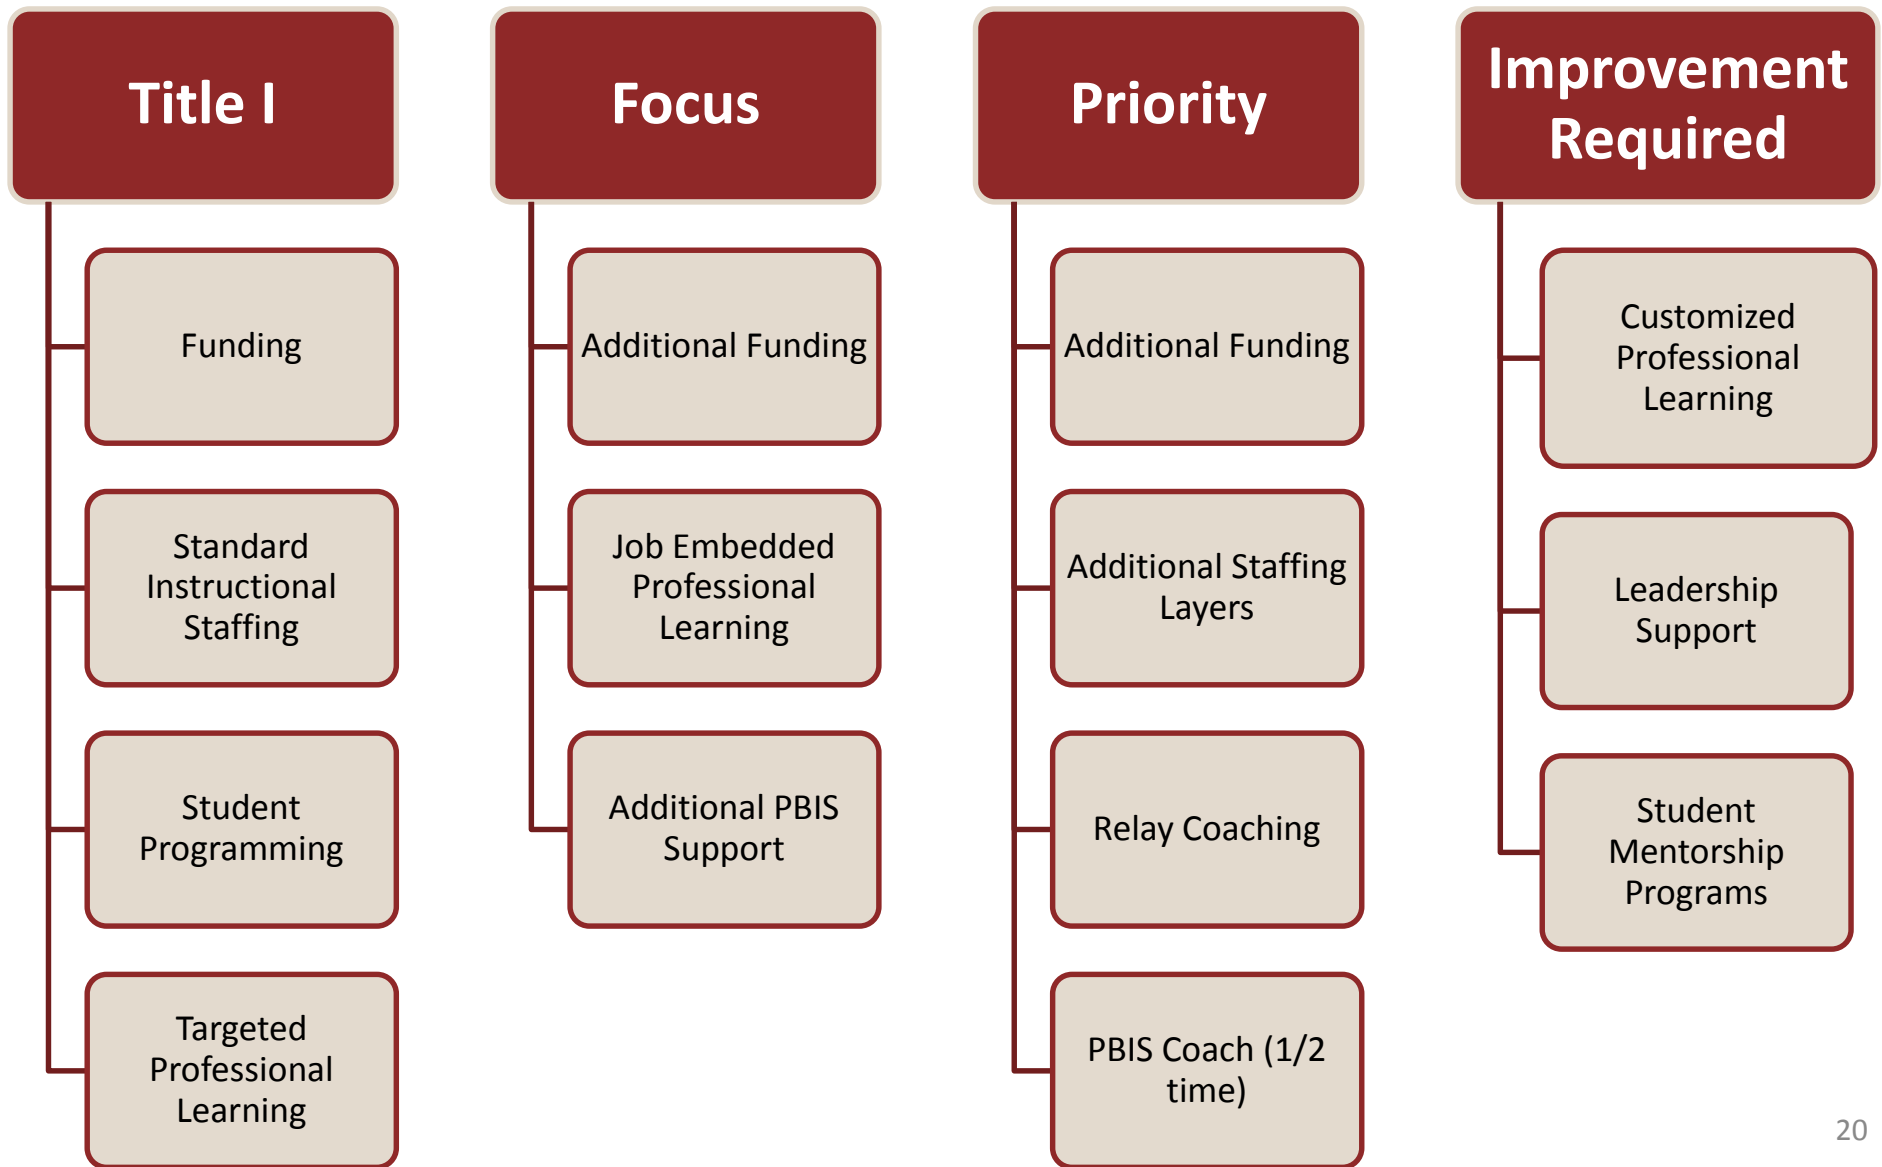 Title I
Funding
Standard
Instructional
Staffing
Student
Programming
Targeted
Professional
Learning
Focus
Additional Funding
Job Embedded
Professional
Learning
Additional PBIS
Support
Priority
Additional Funding
Additional Staffing
Layers
Relay Coaching
PBIS Coach (1/2
time)
Improvement
Required
Customized
Professional
Learning
Leadership
Support
Student
Mentorship
Programs
20